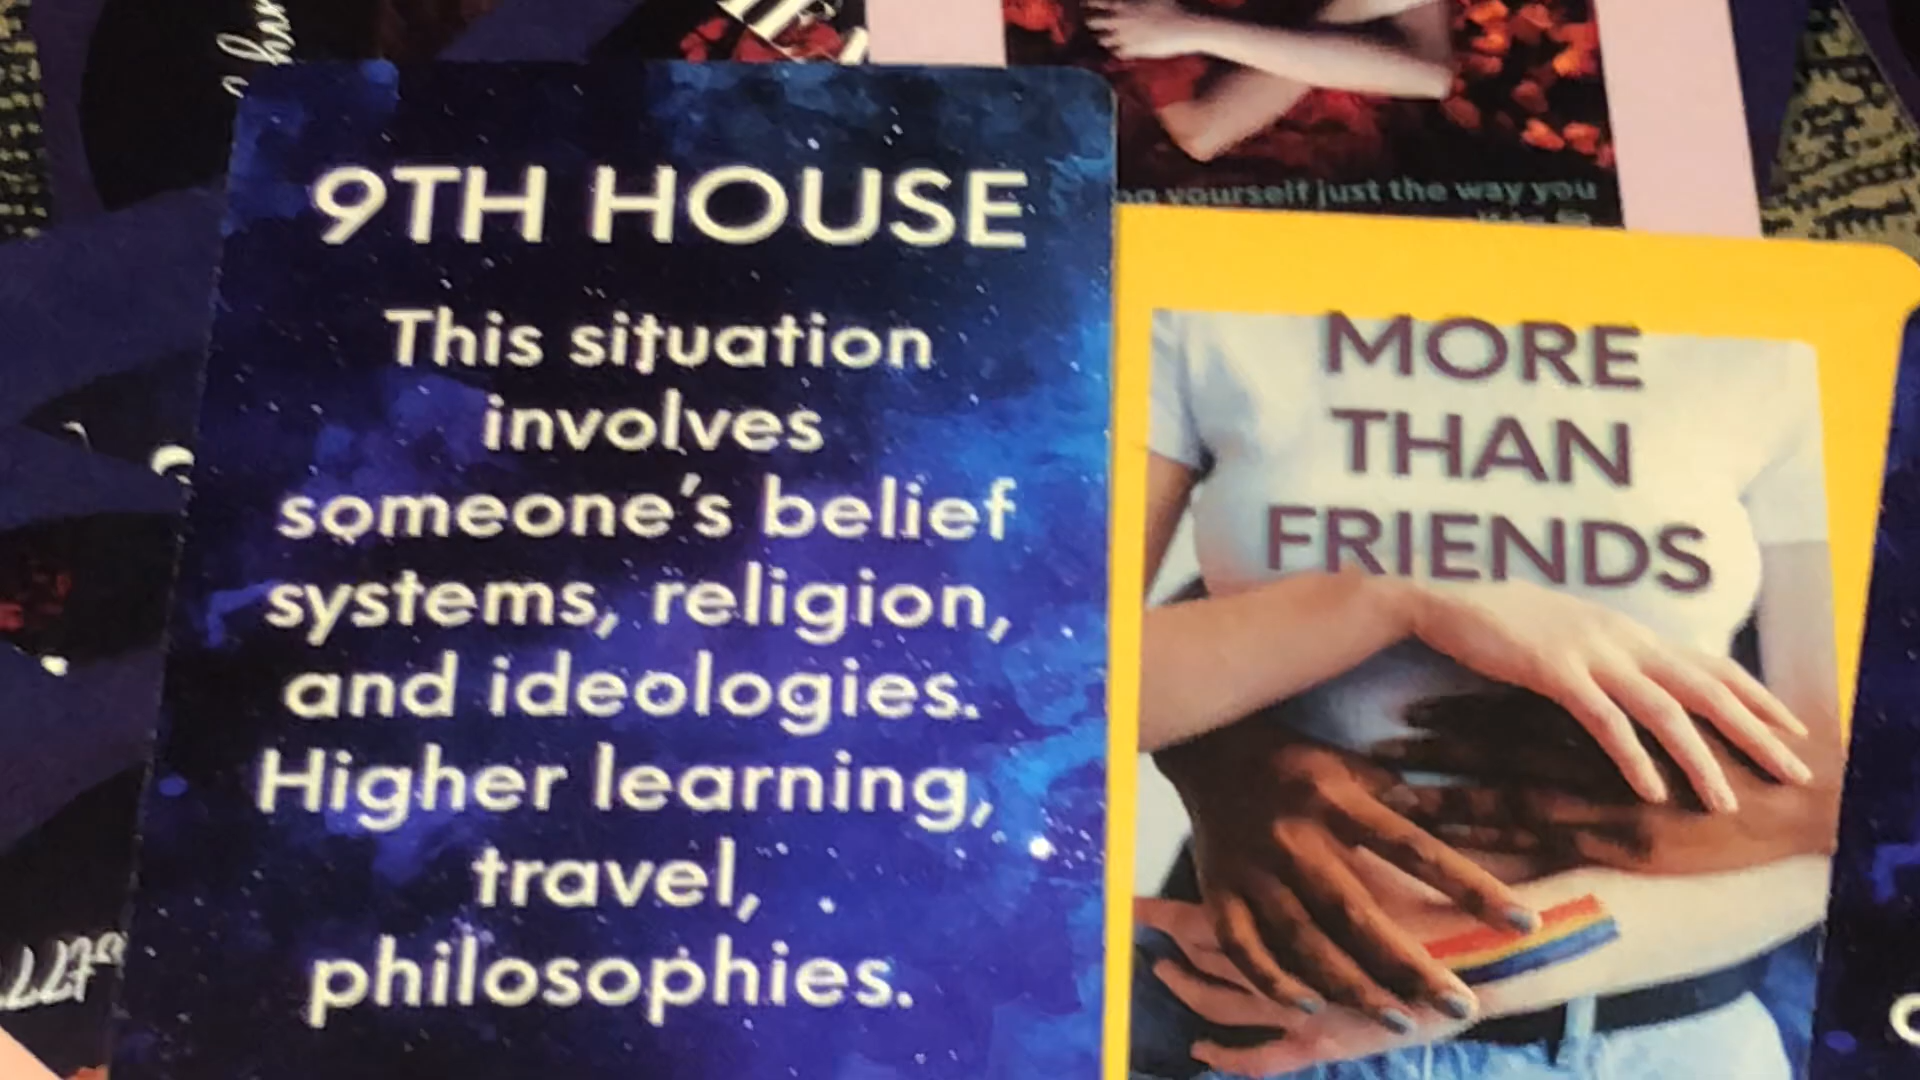 9TH HOUSE
This situation
involves
someone's belief
systems, religion,
and ideologies.
Higher learning,
travel,
philosophies.
yourself just the way you
MORE
THAN
FRIENDS